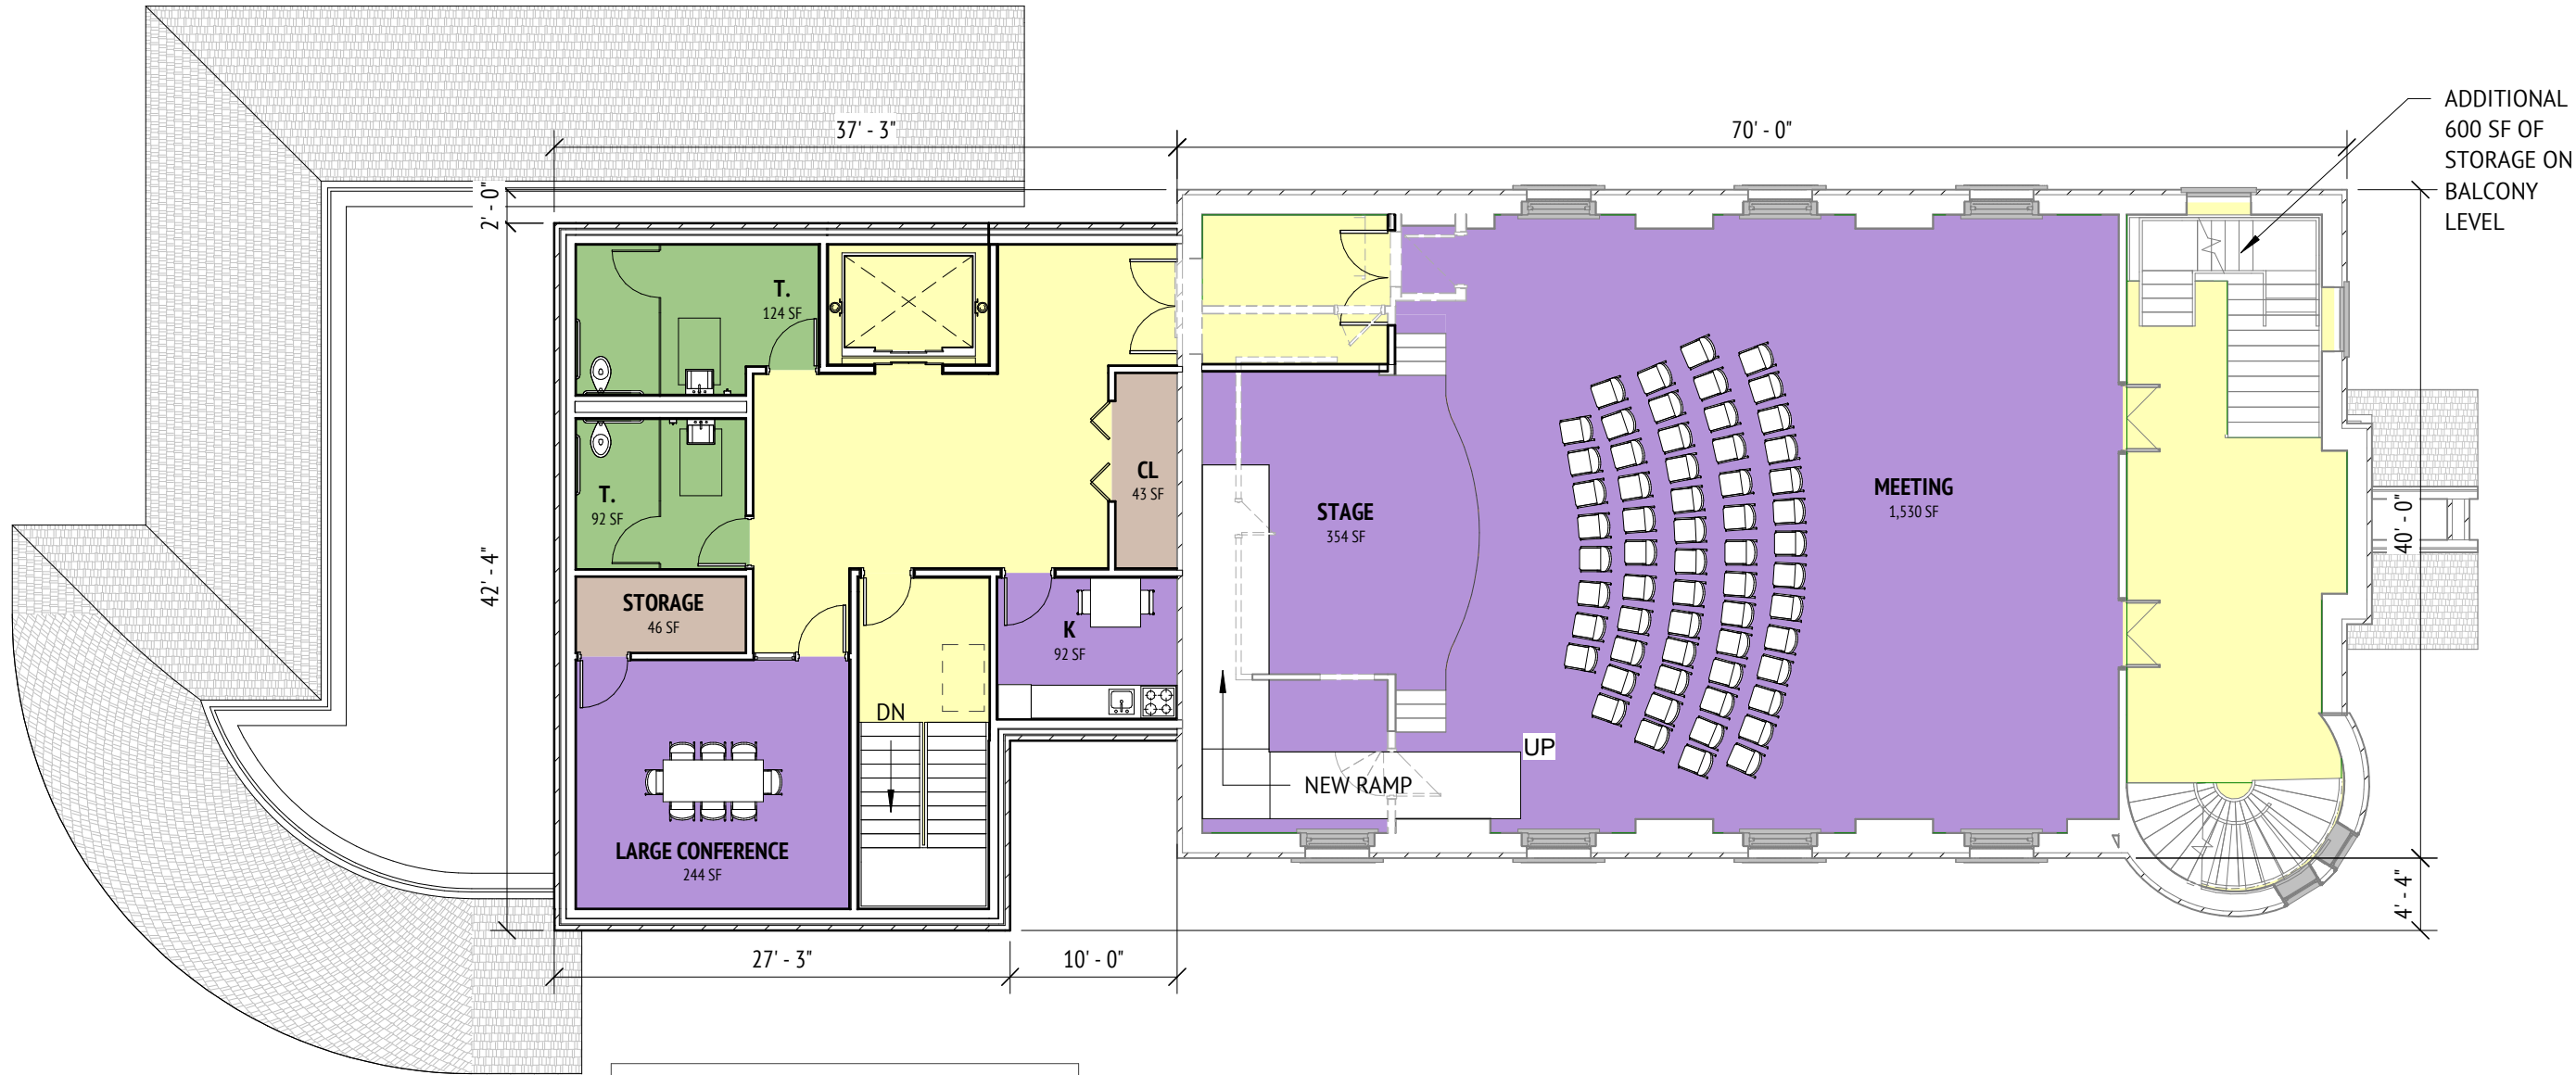 37' - 3"
70' - 0"
ADDITIONAL
600 SF OF
STORAGE ON
BALCONY
LEVEL
2' - 0"
T.
124 SF
CL
43 SF
STAGE
354 SF
MEETING
1,530 SF
T.
92 SF
40' - 0"
42' - 4"
STORAGE
46 SF
K
92 SF
DN
UP
NEW RAMP
LARGE CONFERENCE
244 SF
4' - 4"
27' - 3"
10' - 0"